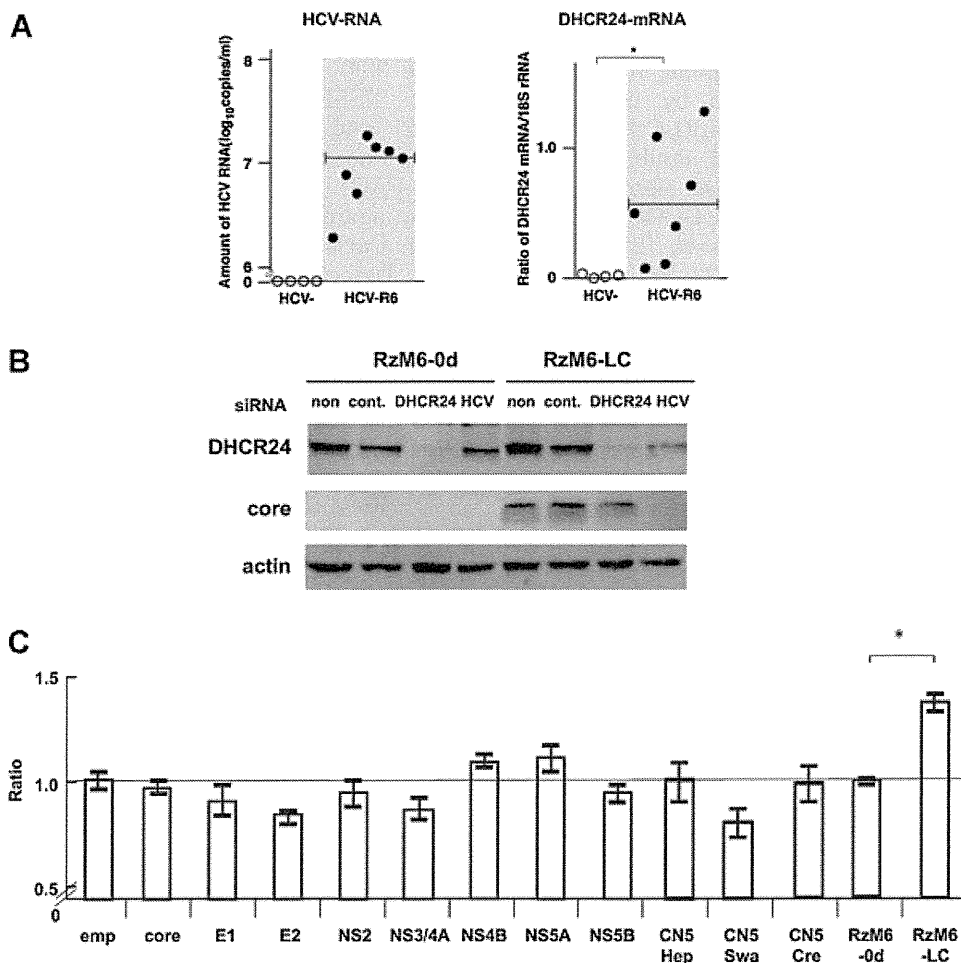 A
HCV-RNA
DHCR24-mRNA
Amount of HCV RNA(log10copies/ml)
8
7
6
0
HCV-
HCV-R6
*
Ratio of DHCR24 mRNA/18S rRNA
1.0
0
HCV-
HCV-R6
B
RzM6-0d
RzM6-LC
siRNA
non cont. DHCR24 HCV non cont. DHCR24 HCV
DHCR24
core
actin
C
*
Ratio
1.5
1.0
0.5
0
emp core E1 E2 NS2 NS3/4A NS4B NS5A NS5B CN5 CN5 CN5 RzM6 RzM6
Hep Swa Cre -0d -LC